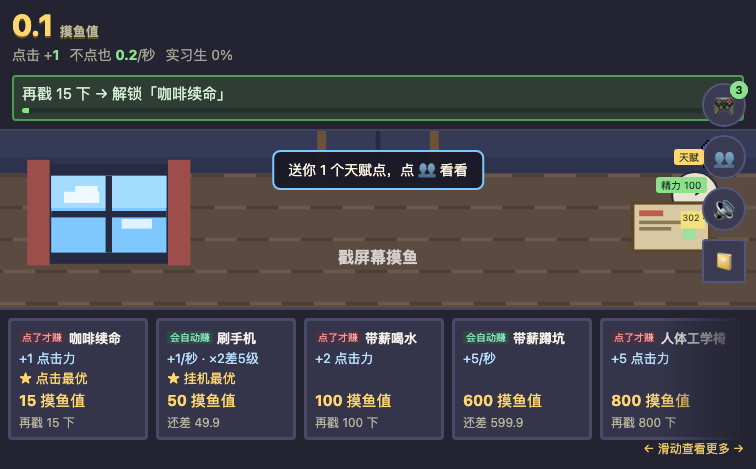 0.1 摸鱼值
点击 +1 不点也 0.2/秒 实习生 0%
再戳 15 下 → 解锁「咖啡续命」
3
送你 1 个天赋点，点 👥 看看
天赋
精力 100
302
戳屏幕摸鱼
点了才赚 咖啡续命
+1 点击力
⭐ 点击最优
15 摸鱼值
再戳 15 下
会自动赚 刷手机
+1/秒 · ×2差5级
⭐ 挂机最优
50 摸鱼值
还差 49.9
点了才赚 带薪喝水
+2 点击力
100 摸鱼值
再戳 100 下
会自动赚 带薪蹲坑
+5/秒
600 摸鱼值
还差 599.9
点了才赚 人体工学椅
+5 点击力
800 摸鱼值
再戳 800 下
← 滑动查看更多 →